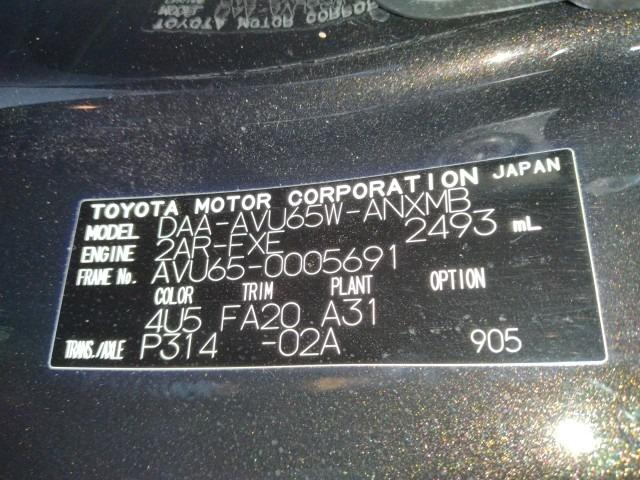 TOYOTA MOTOR CORPORATION JAPAN
MODEL DAA-AVU65W-ANXMB
ENGINE 2AR-FXE 2493 mL
FRAME No. AVU65-0005691
COLOR TRIM PLANT OPTION
4U5 FA20 A31
TRANS./AXLE P314 -02A 905